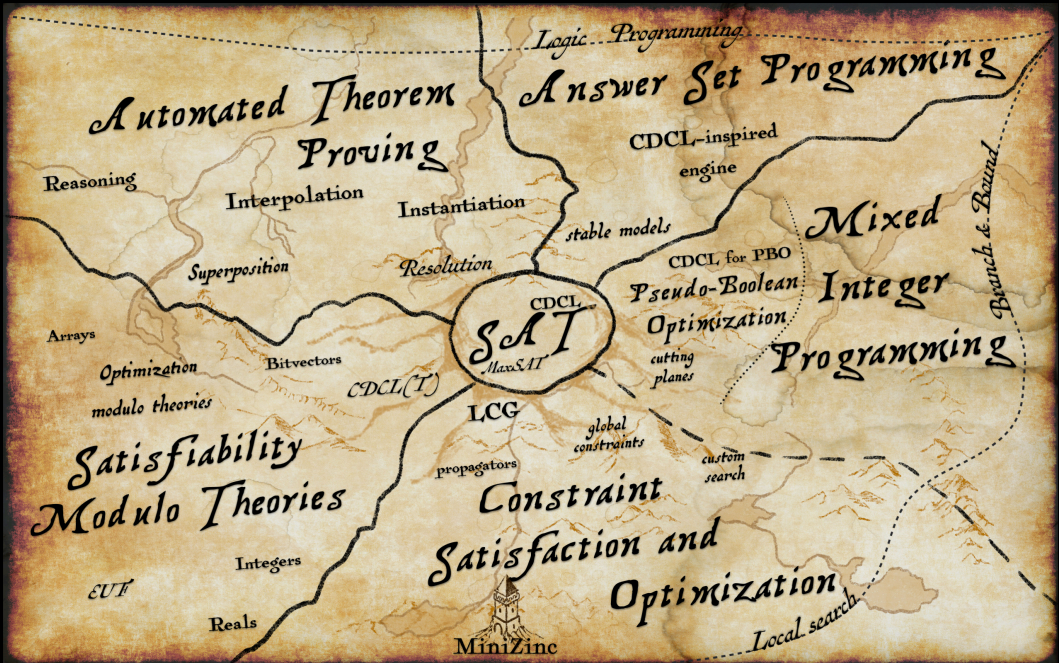 Logic Programming
Automated Theorem
Proving
Answer Set Programming
CDCL-inspired
engine
Reasoning
Interpolation
Instantiation
stable models
Superposition
Resolution
Branch & Bound
Mixed
Integer
Programming
CDCL for PBO
Pseudo-Boolean
Optimization
cutting
planes
CDCL
SAT
MaxSAT
Arrays
Optimization
modulo theories
Bitvectors
CDCL(T)
Satisfiability
Modulo Theories
Integers
EUF
Reals
LCG
propagators
global
constraints
custom
search
Constraint
Satisfaction and
Optimization
Local search
MiniZinc